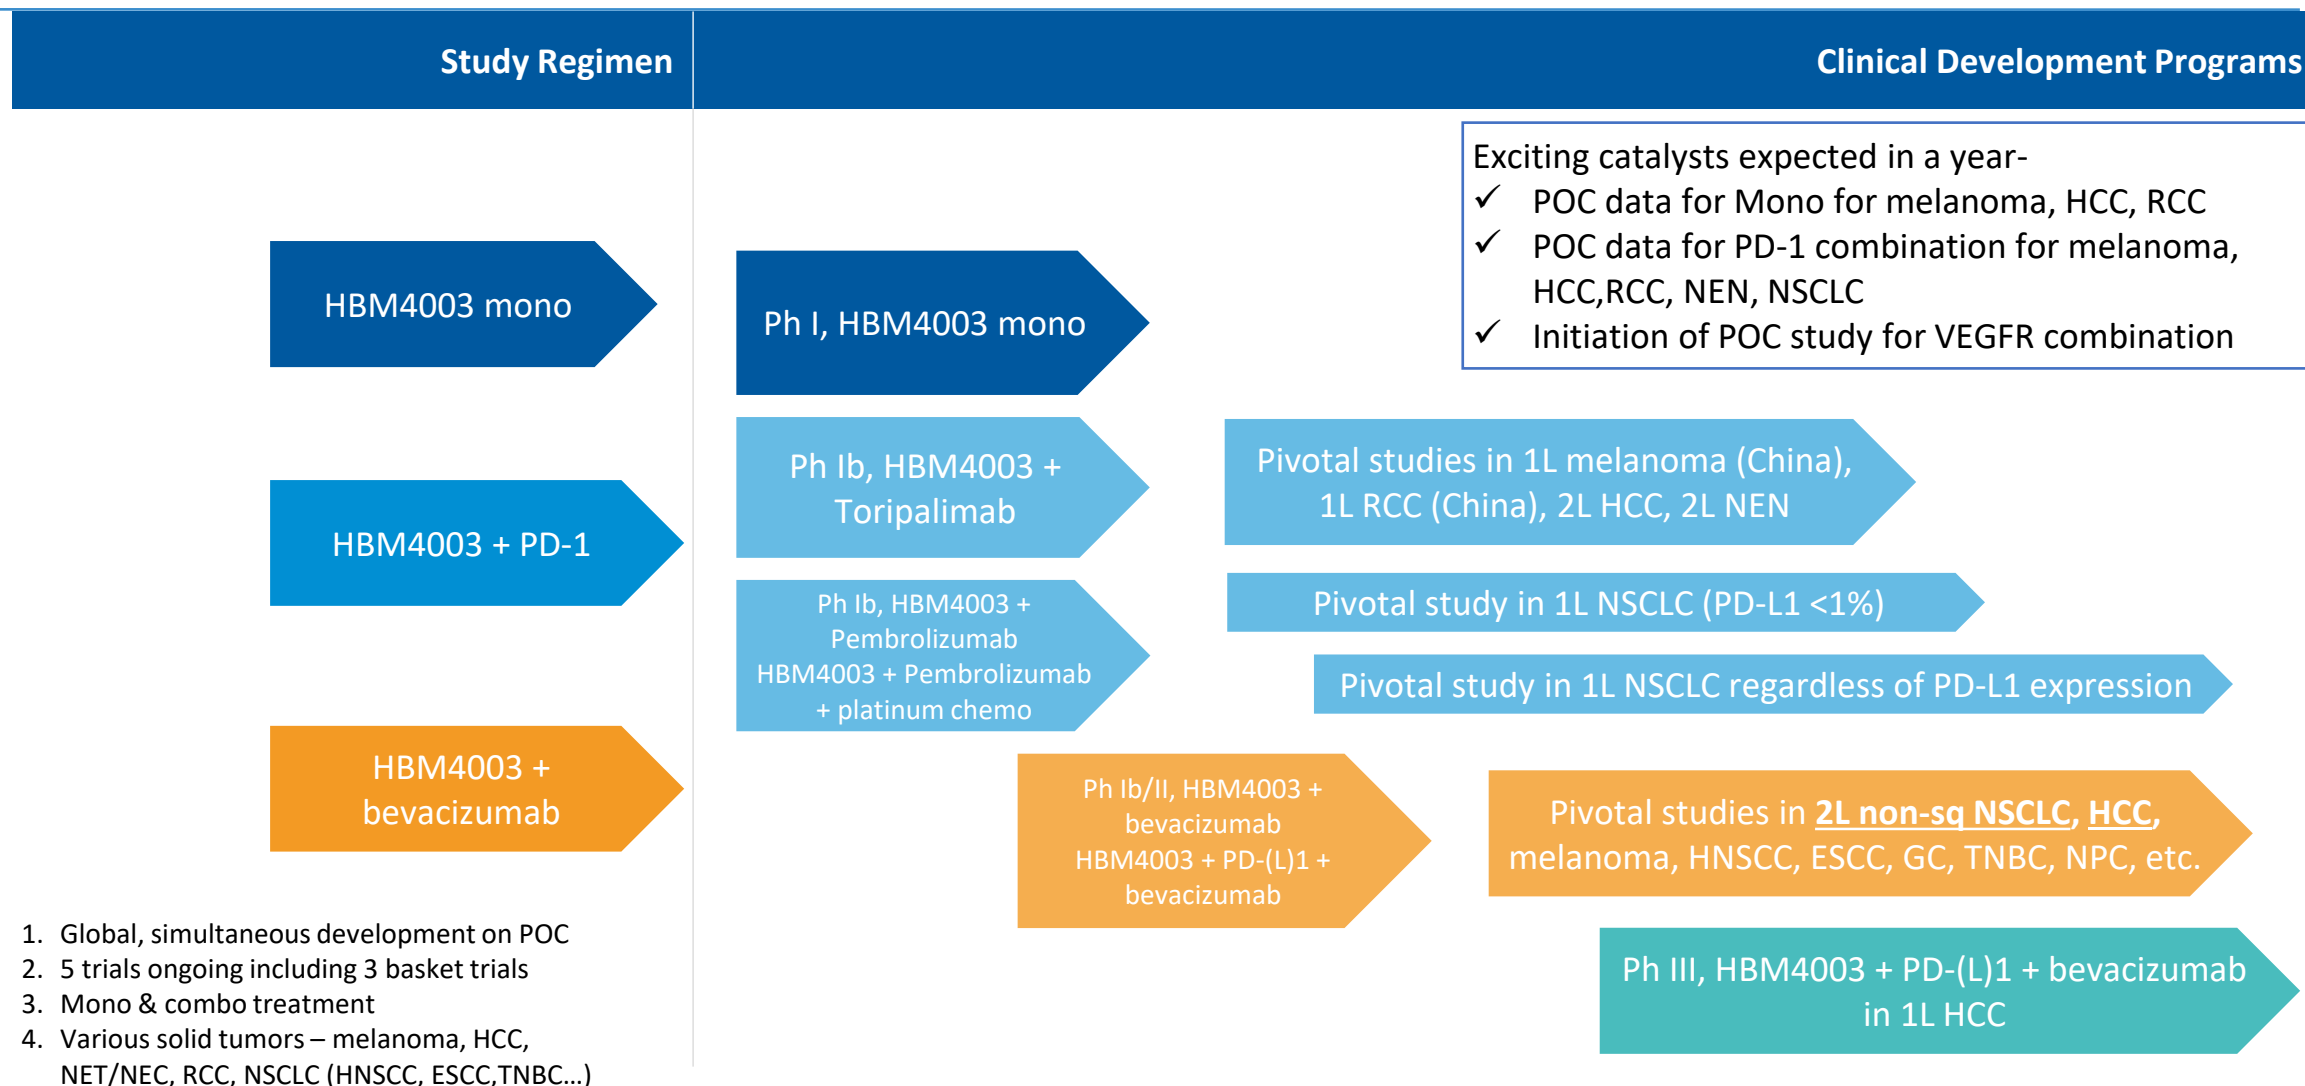 Study Regimen
Clinical Development Programs
Exciting catalysts expected in a year-
✓ POC data for Mono for melanoma, HCC, RCC
✓ POC data for PD-1 combination for melanoma,
HCC,RCC, NEN, NSCLC
✓ Initiation of POC study for VEGFR combination
HBM4003 mono
Ph I, HBM4003 mono
HBM4003 + PD-1
Ph Ib, HBM4003 +
Toripalimab
Pivotal studies in 1L melanoma (China),
1L RCC (China), 2L HCC, 2L NEN
Ph Ib, HBM4003 +
Pembrolizumab
HBM4003 + Pembrolizumab
+ platinum chemo
Pivotal study in 1L NSCLC (PD-L1 <1%)
Pivotal study in 1L NSCLC regardless of PD-L1 expression
HBM4003 +
bevacizumab
Ph Ib/II, HBM4003 +
bevacizumab
HBM4003 + PD-(L)1 +
bevacizumab
Pivotal studies in 2L non-sq NSCLC, HCC,
melanoma, HNSCC, ESCC, GC, TNBC, NPC, etc.
Ph III, HBM4003 + PD-(L)1 + bevacizumab
in 1L HCC
1. Global, simultaneous development on POC
2. 5 trials ongoing including 3 basket trials
3. Mono & combo treatment
4. Various solid tumors – melanoma, HCC,
NET/NEC, RCC, NSCLC (HNSCC, ESCC,TNBC...)